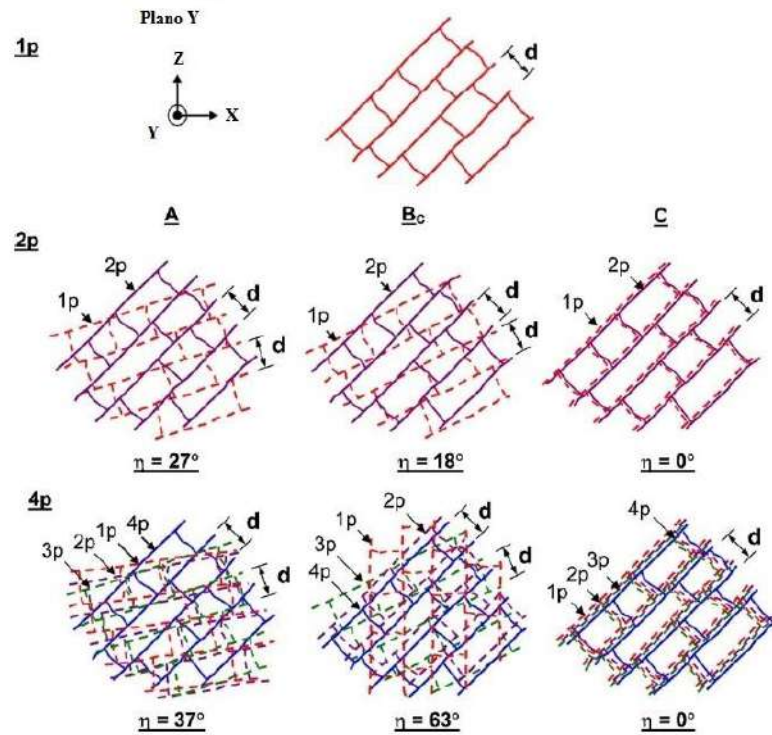 Plano Y
1p
Z
Y
X
d
A
Bc
C
2p
2p
1p
d
d
η = 27°
2p
1p
d
d
η = 18°
2p
1p
d
η = 0°
4p
4p
1p
2p
3p
d
d
η = 37°
2p
1p
3p
4p
d
d
η = 63°
4p
3p
2p
1p
d
η = 0°